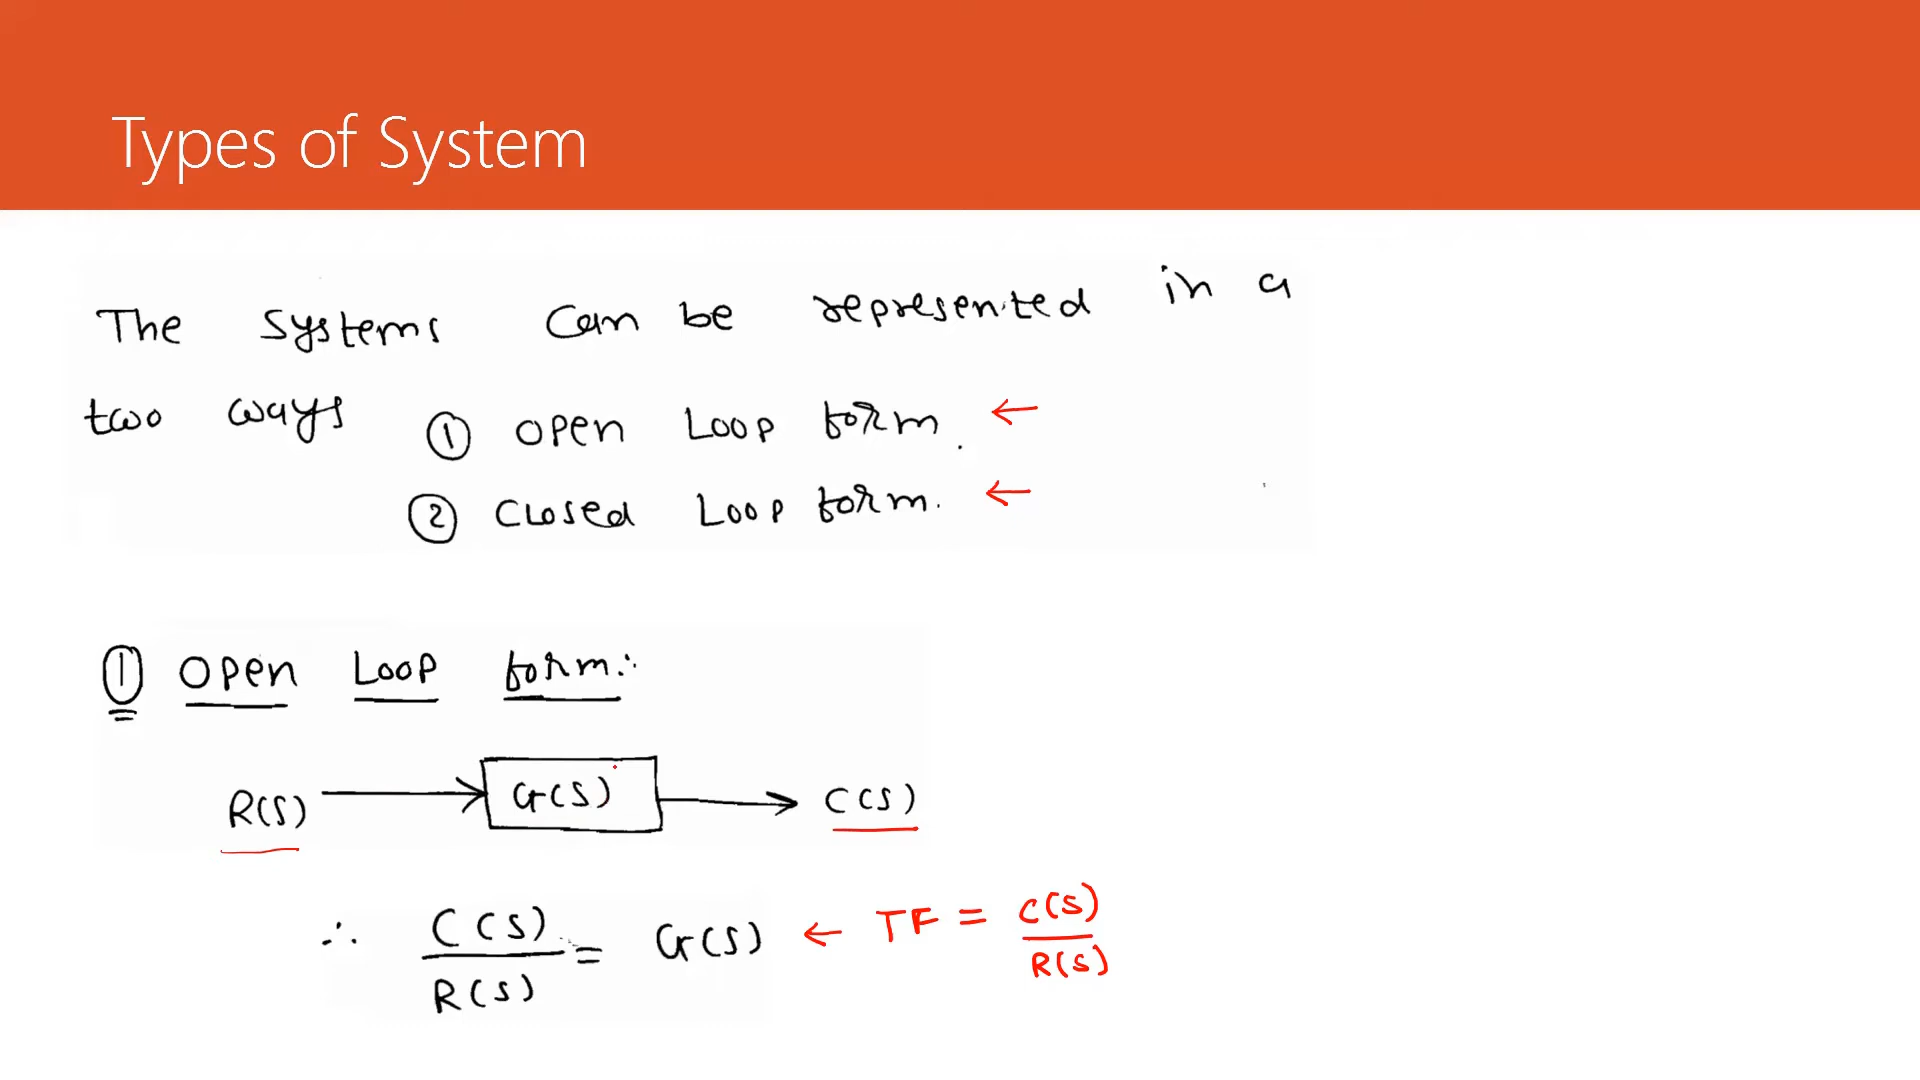 Types of System
The systems can be represented in a
two ways ① open Loop form.
② Closed Loop form.
① Open Loop form:
R(s) G(s) C(s)
∴ C(s)/R(s) = G(s) ← TF = C(s)/R(s)